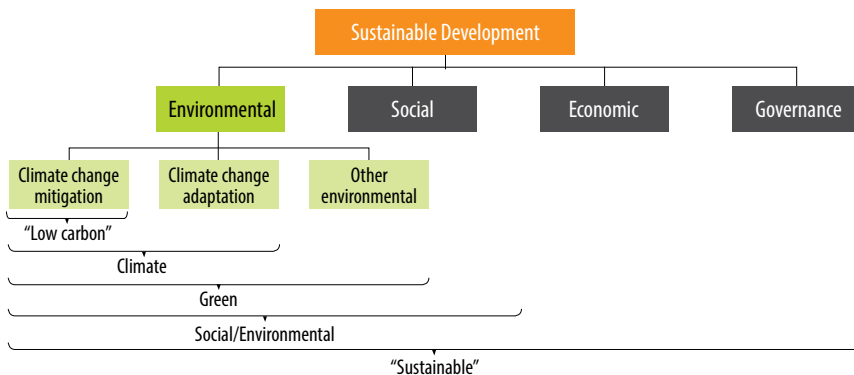 Sustainable Development
Environmental
Social
Economic
Governance
Climate change
mitigation
Climate change
adaptation
Other
environmental
“Low carbon”
Climate
Green
Social/Environmental
“Sustainable”